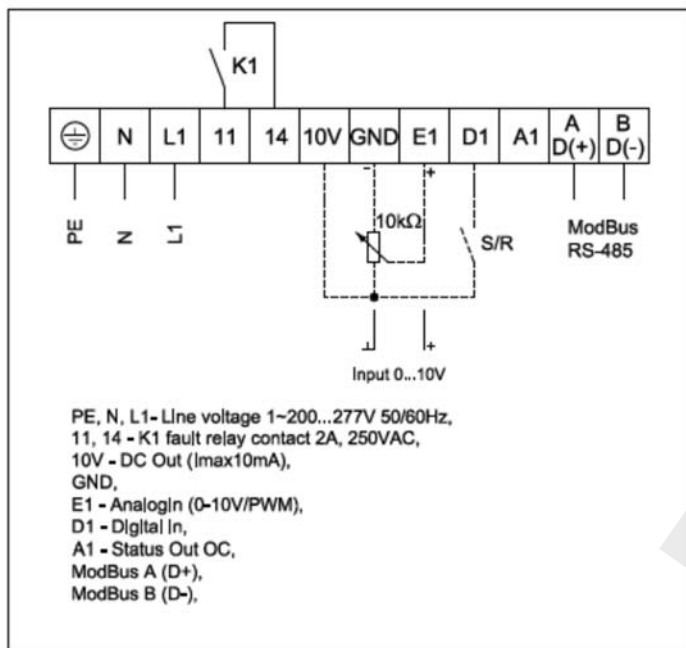 K1
N L1 11 14 10V GND E1 D1 A1 A D(+) B D(-)
- +
PE N L1
10kΩ
S/R
ModBus
RS-485
+
Input 0...10V
PE, N, L1- Line voltage 1~200...277V 50/60Hz,
11, 14 - K1 fault relay contact 2A, 250VAC,
10V - DC Out (Imax10mA),
GND,
E1 - AnalogIn (0-10V/PWM),
D1 - Digital In,
A1 - Status Out OC,
ModBus A (D+),
ModBus B (D-),